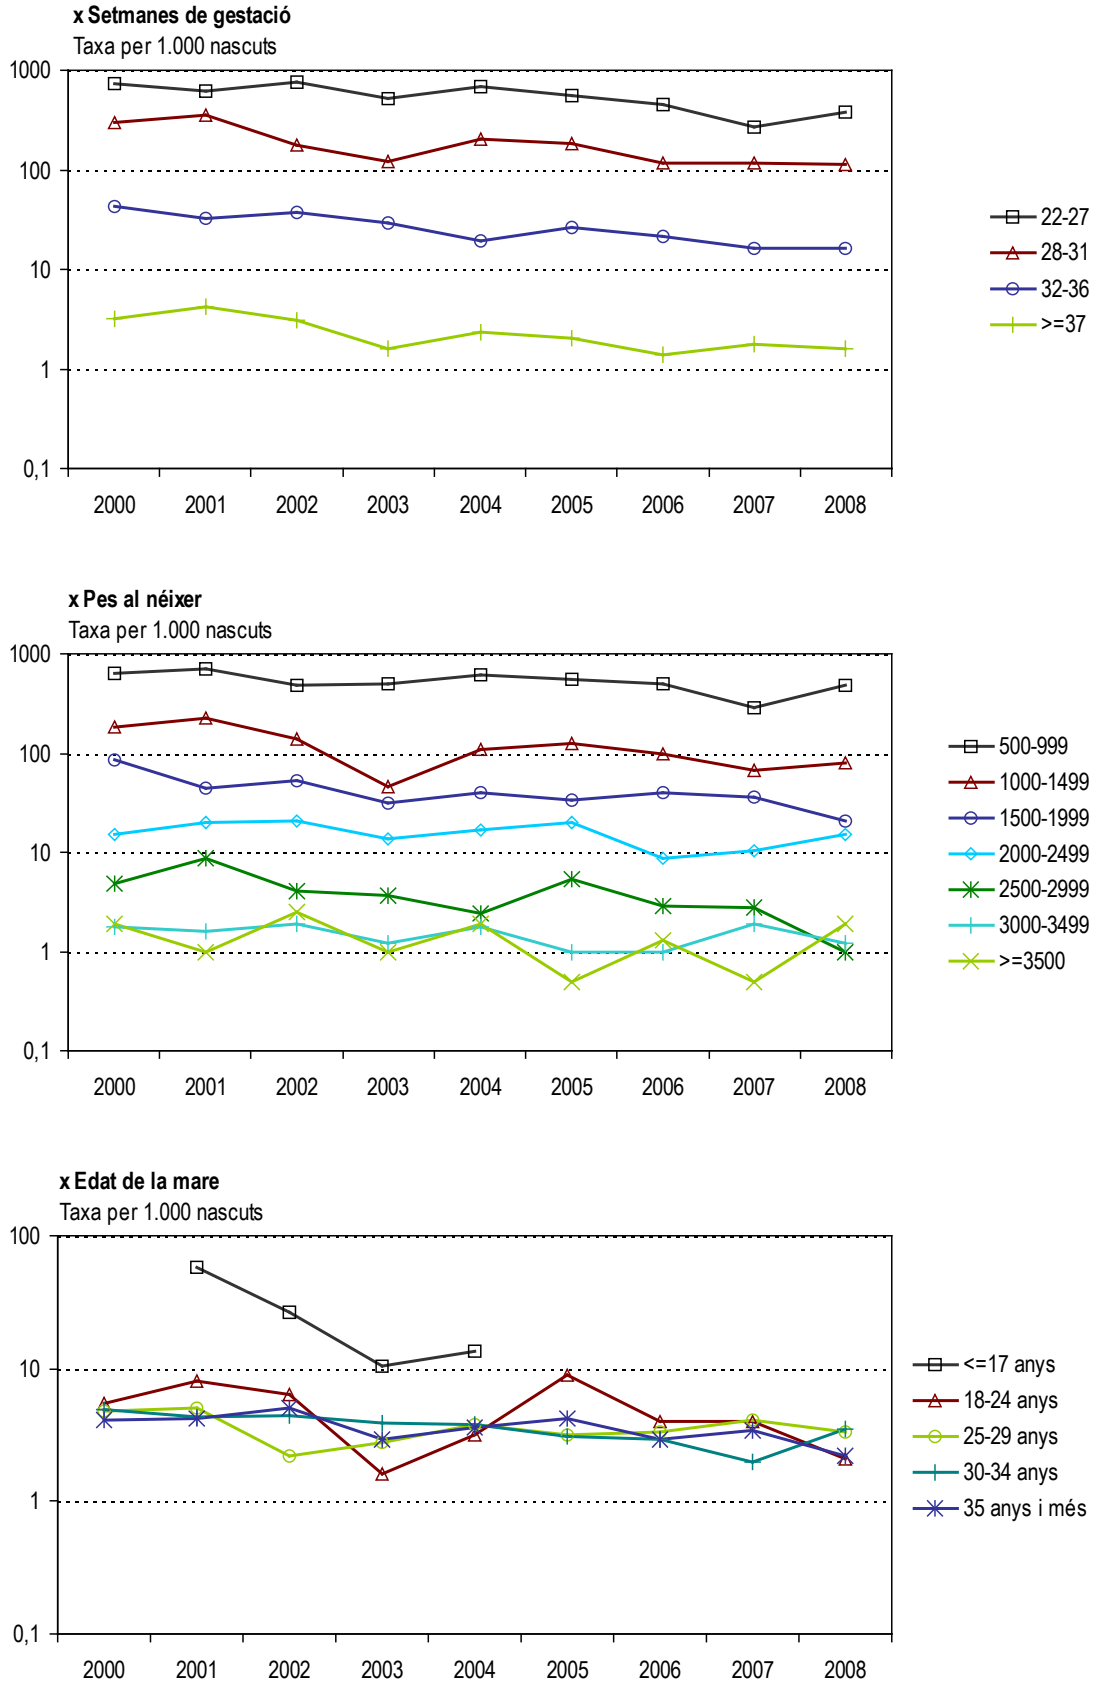 x Setmanes de gestació
Taxa per 1.000 nascuts
1000
100
10
1
0,1
2000 2001 2002 2003 2004 2005 2006 2007 2008
22-27
28-31
32-36
>=37
x Pes al néixer
Taxa per 1.000 nascuts
1000
100
10
1
0,1
2000 2001 2002 2003 2004 2005 2006 2007 2008
500-999
1000-1499
1500-1999
2000-2499
2500-2999
3000-3499
>=3500
x Edat de la mare
Taxa per 1.000 nascuts
100
10
1
0,1
2000 2001 2002 2003 2004 2005 2006 2007 2008
<=17 anys
18-24 anys
25-29 anys
30-34 anys
35 anys i més